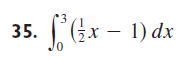 35. ∫₀³ (½x − 1) dx